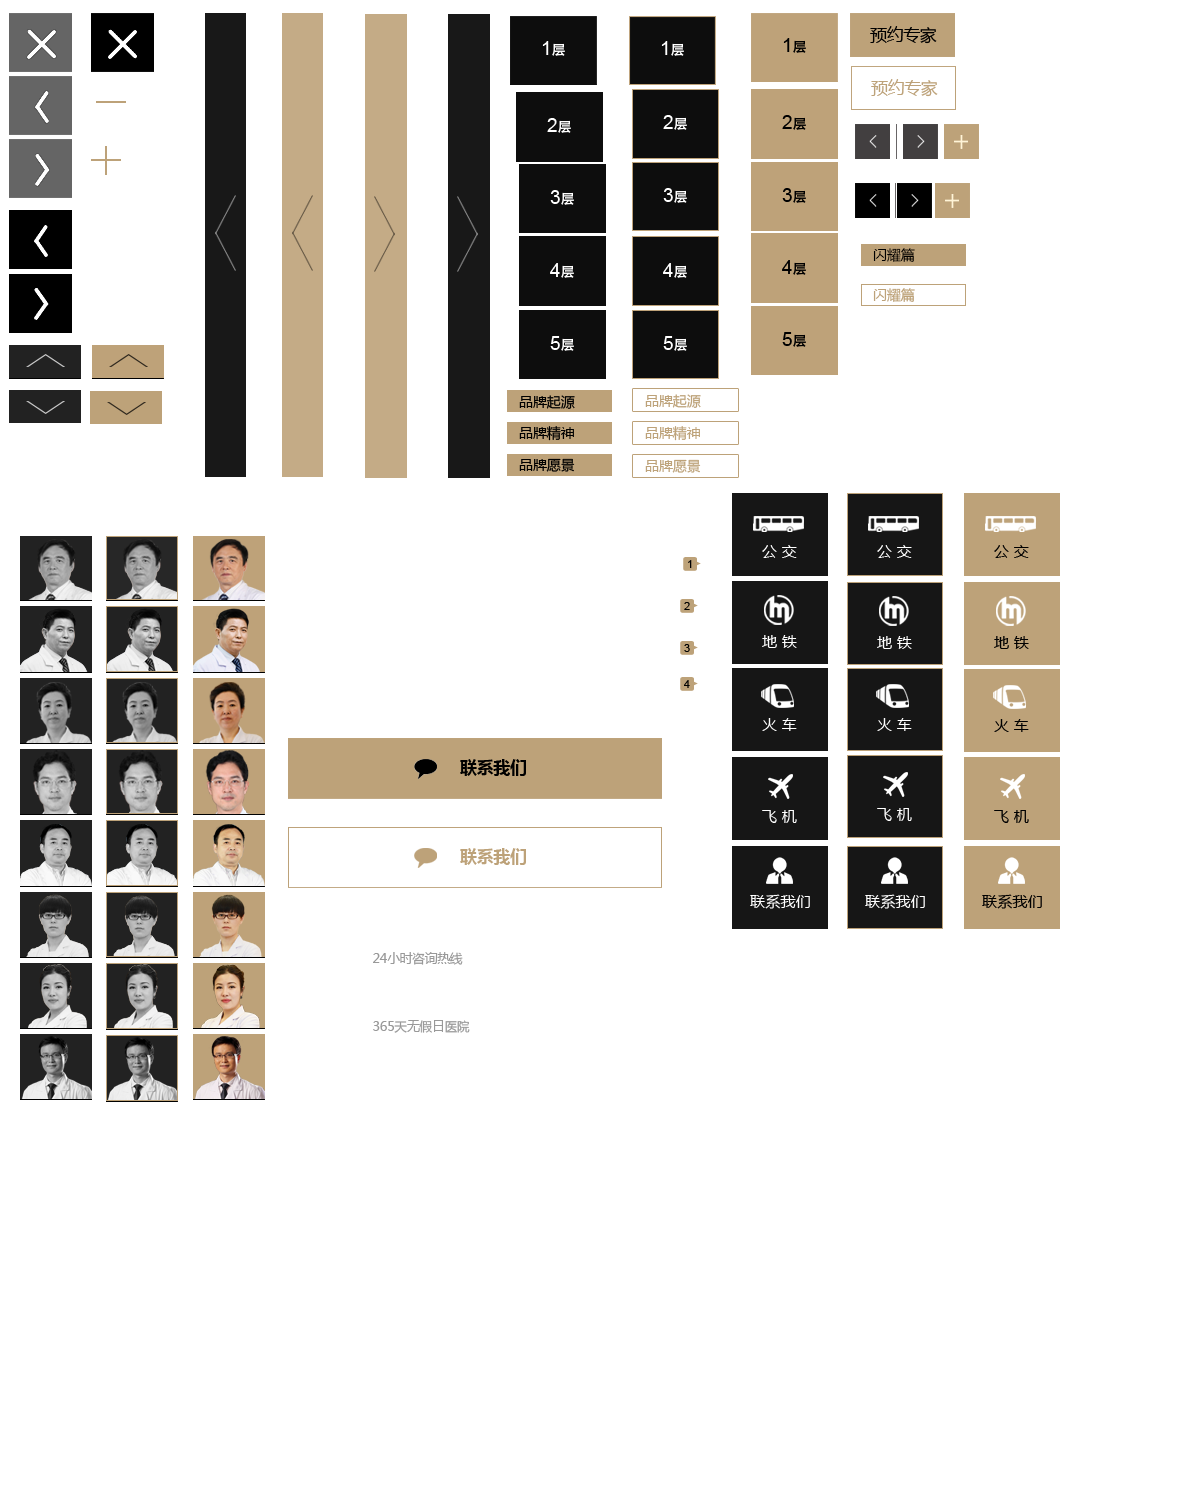 1层 1层 1层 预约专家
预约专家
2层 2层 2层
3层 3层 3层
闪耀篇
4层 4层 4层
闪耀篇
5层 5层 5层
品牌起源 品牌起源
品牌精神 品牌精神
品牌愿景 品牌愿景
公交 公交 公交
1
2
地铁 地铁 地铁
3
4
火车 火车 火车
联系我们
飞机 飞机 飞机
联系我们
联系我们 联系我们 联系我们
24小时咨询热线
365天无假日医院